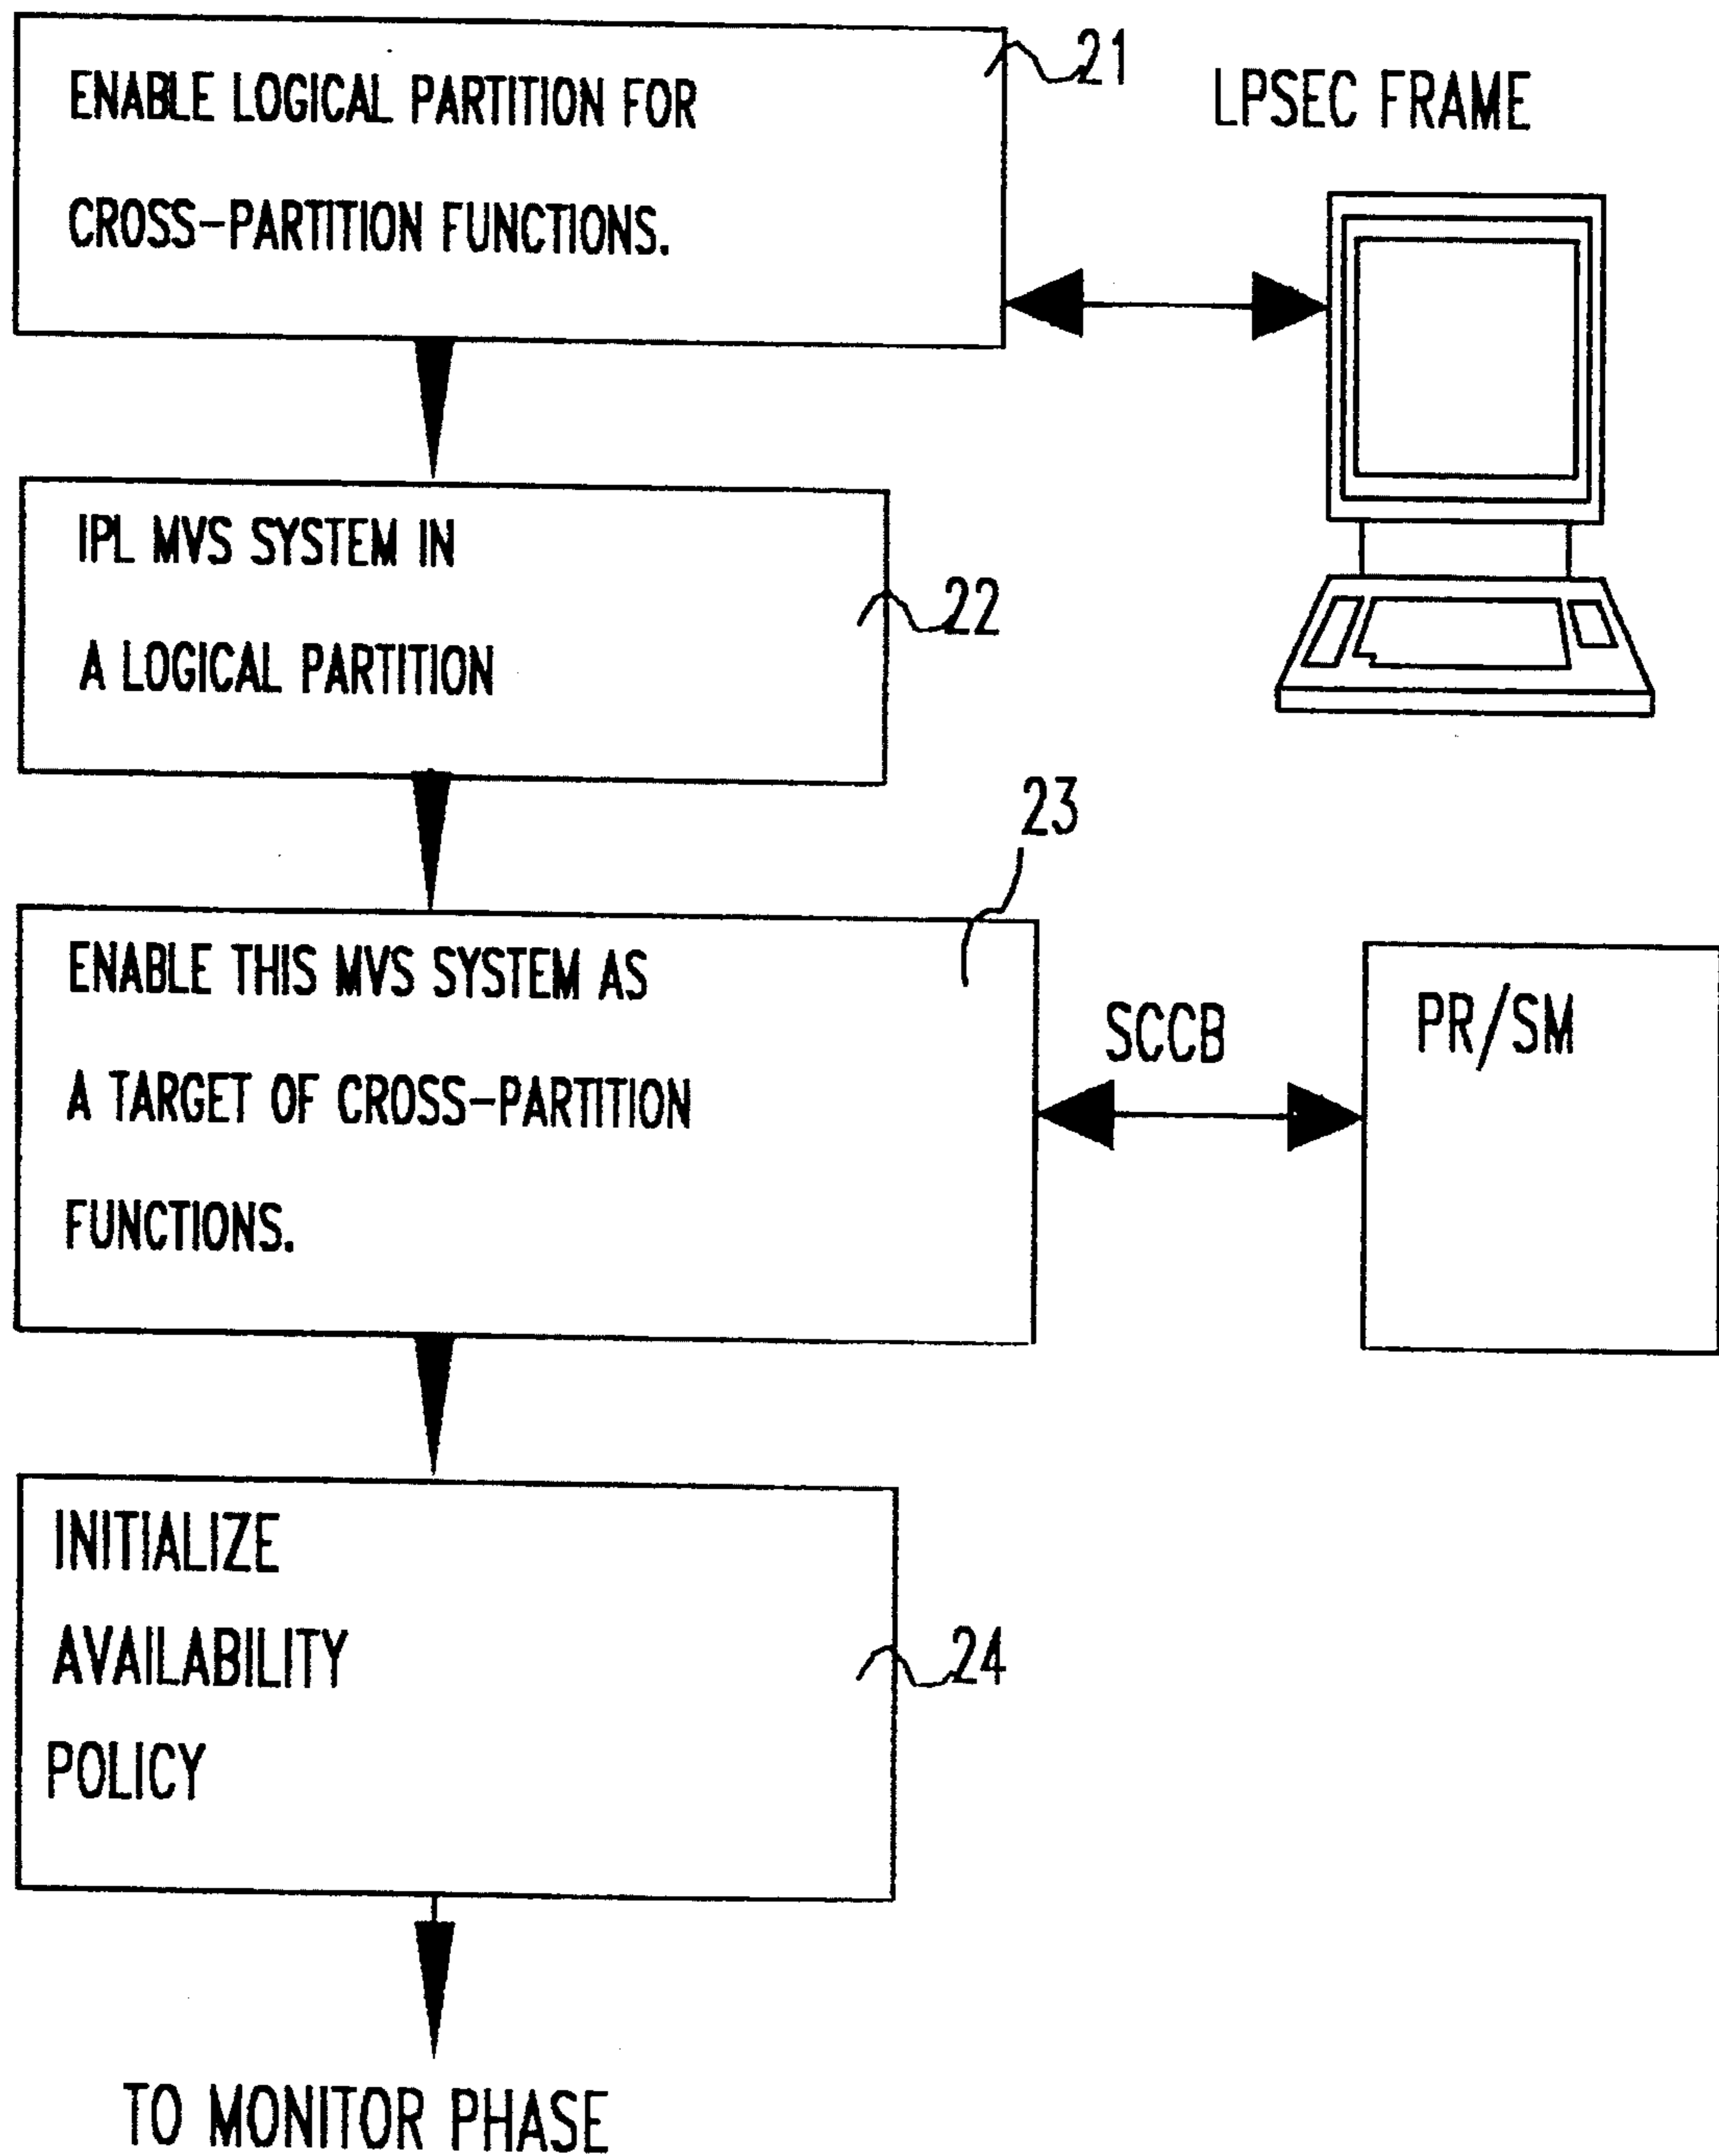 ENABLE LOGICAL PARTITION FOR
CROSS-PARTITION FUNCTIONS.
21
LPSEC FRAME
IPL MVS SYSTEM IN
A LOGICAL PARTITION
22
23
ENABLE THIS MVS SYSTEM AS
A TARGET OF CROSS-PARTITION
FUNCTIONS.
SCCB
PR/SM
INITIALIZE
AVAILABILITY
POLICY
24
TO MONITOR PHASE